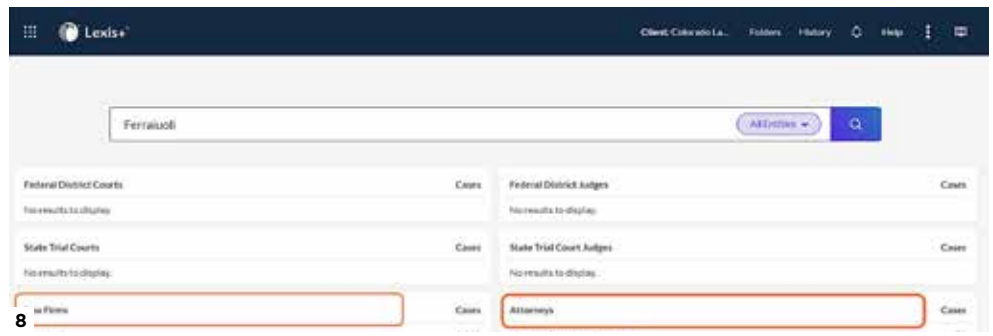 Lexis+ Client: Colorado La... Folders History Help
Ferraiuoli All Entities
Federal District Courts Cases Federal District Judges Cases
No results to display. No results to display.
State Trial Courts Cases State Trial Court Judges Cases
No results to display. No results to display.
Firms Cases Attorneys Cases
8